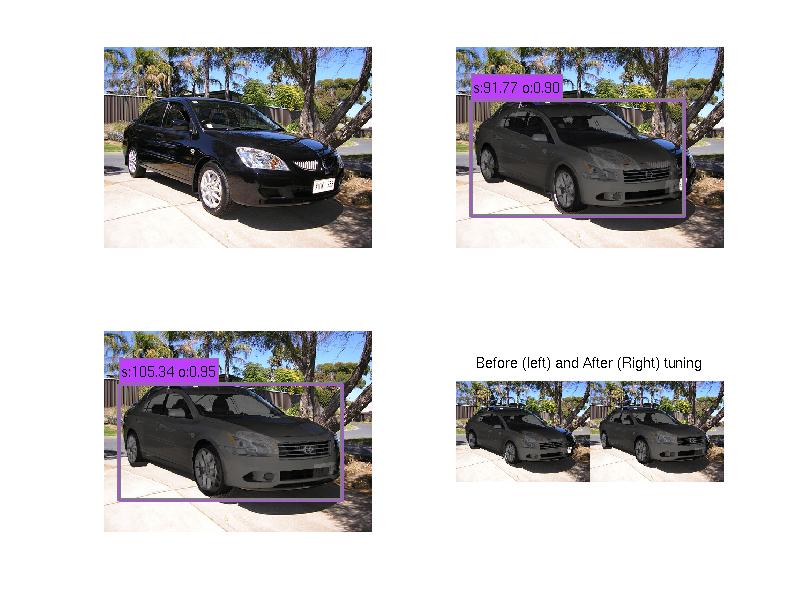 s:91.77 o:0.90
s:105.34 o:0.95
Before (left) and After (Right) tuning